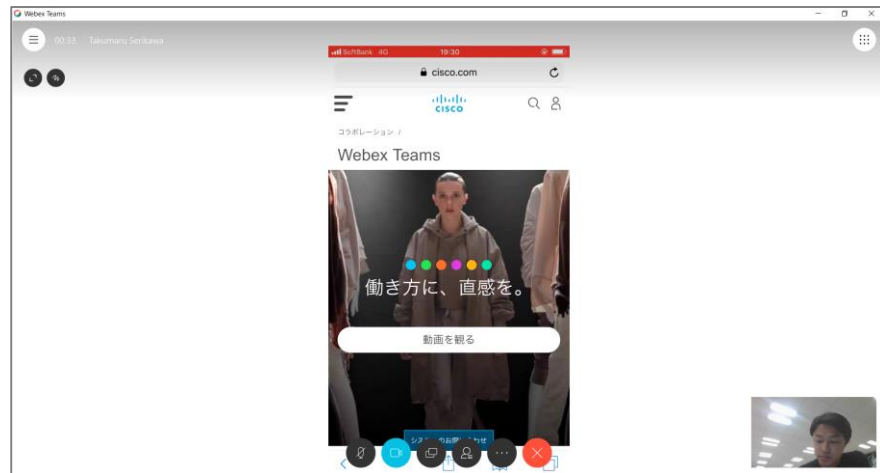 Webex Teams
00:33 Takumaru Serikawa
SoftBank 4G 19:30
cisco.com
CISCO
コラボレーション /
Webex Teams
働き方に、直感を。
動画を観る